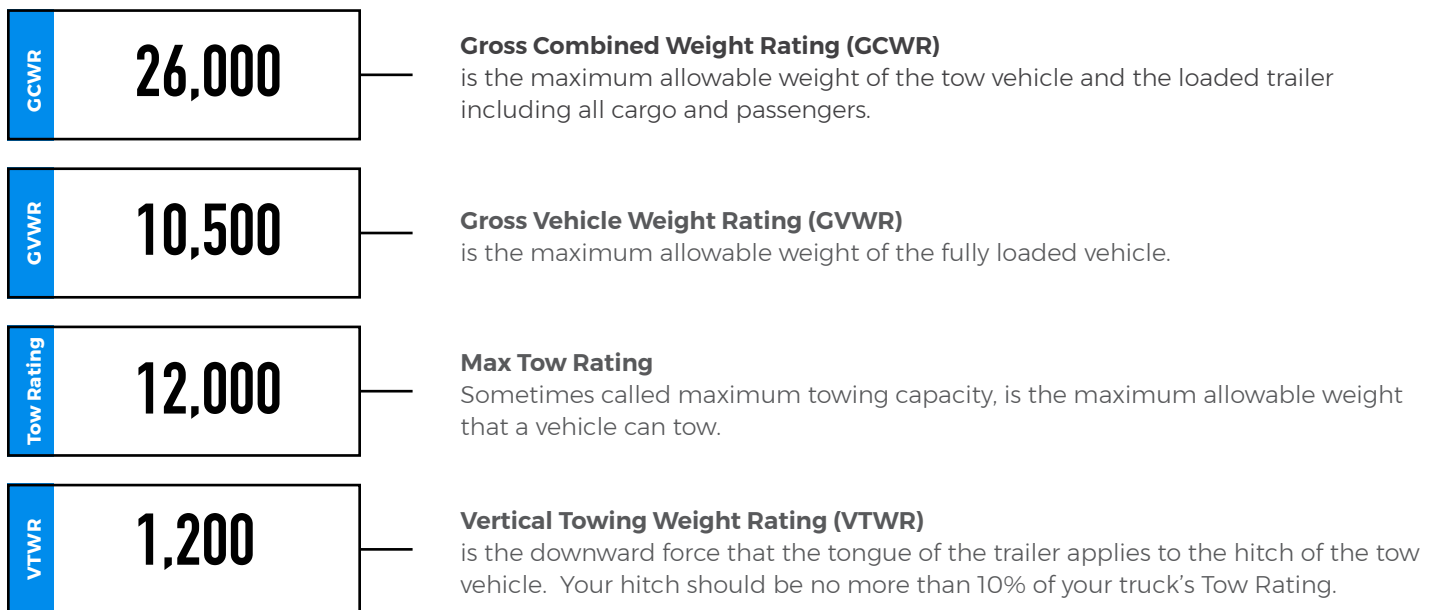 GCWR
26,000
Gross Combined Weight Rating (GCWR)
is the maximum allowable weight of the tow vehicle and the loaded trailer
including all cargo and passengers.
GVWR
10,500
Gross Vehicle Weight Rating (GVWR)
is the maximum allowable weight of the fully loaded vehicle.
Tow Rating
12,000
Max Tow Rating
Sometimes called maximum towing capacity, is the maximum allowable weight
that a vehicle can tow.
VTWR
1,200
Vertical Towing Weight Rating (VTWR)
is the downward force that the tongue of the trailer applies to the hitch of the tow
vehicle.  Your hitch should be no more than 10% of your truck’s Tow Rating.